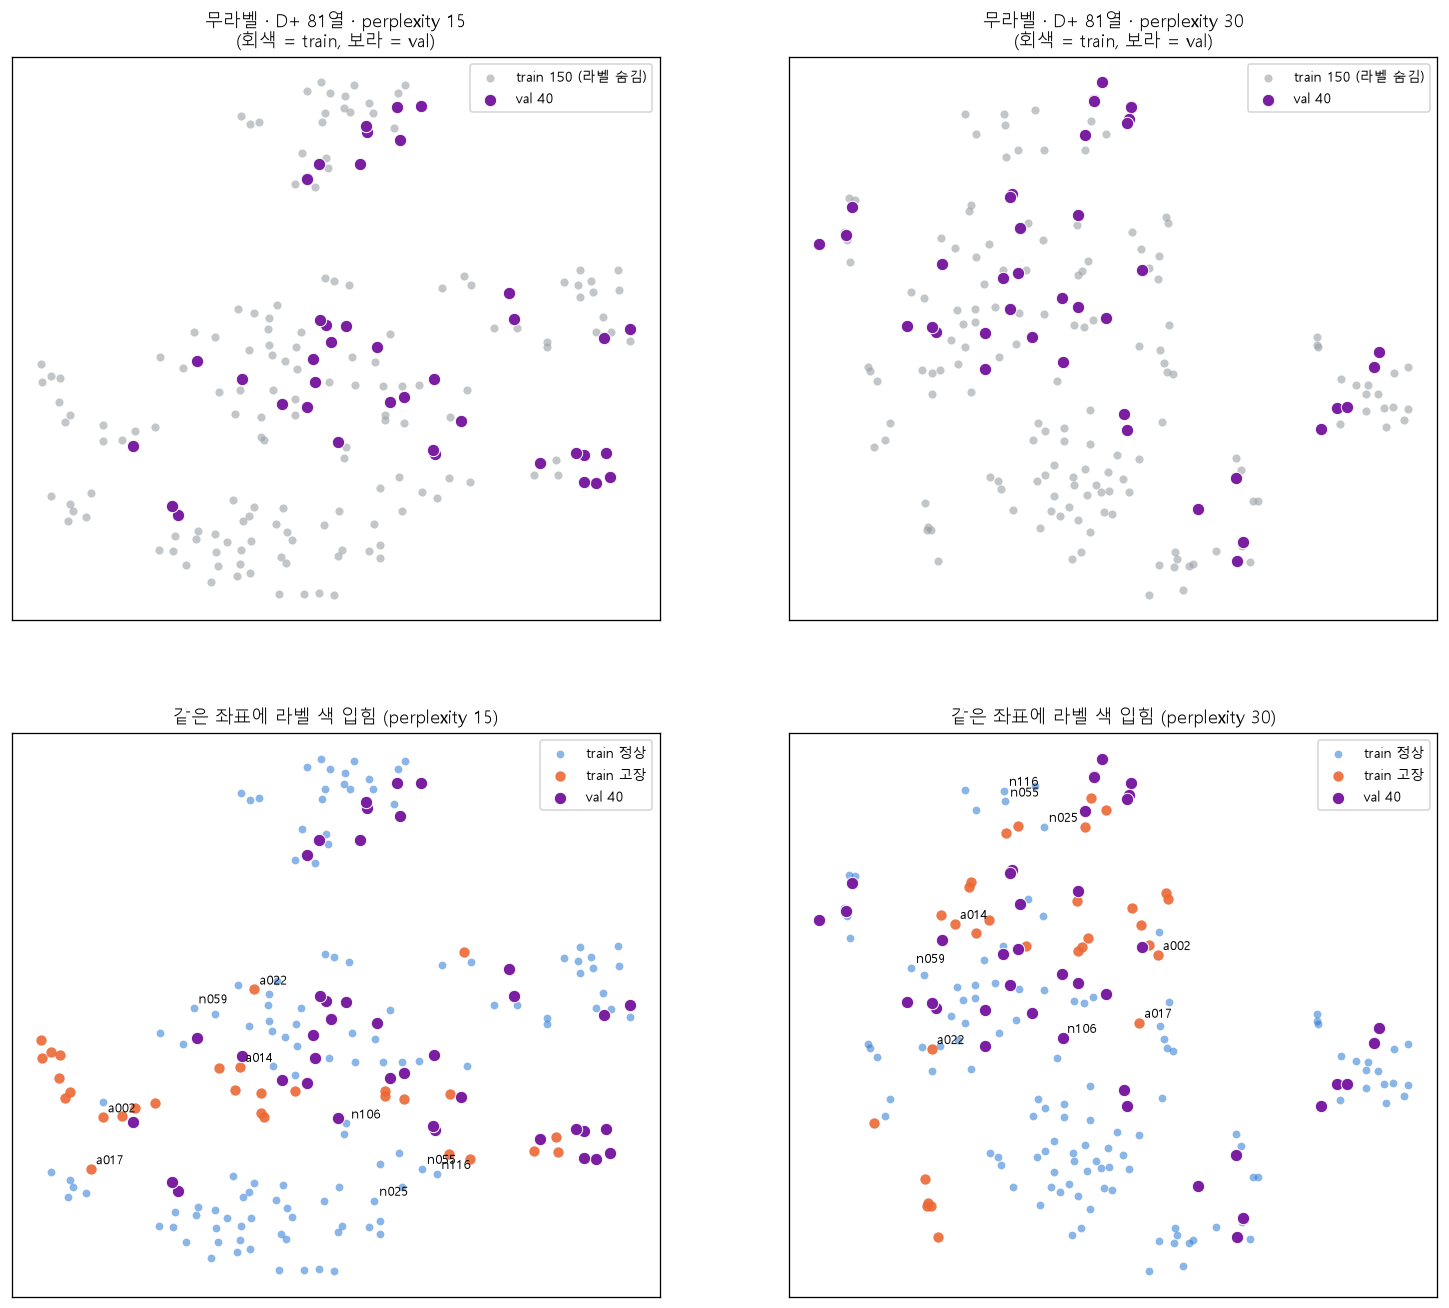 무라벨 · D+ 81열 · perplexity 15
(회색 = train, 보라 = val)
train 150 (라벨 숨김)
val 40
무라벨 · D+ 81열 · perplexity 30
(회색 = train, 보라 = val)
train 150 (라벨 숨김)
val 40
같은 좌표에 라벨 색 입힘 (perplexity 15)
train 정상
train 고장
val 40
a022
n059
a014
a002
n106
a017
n055
n116
n025
같은 좌표에 라벨 색 입힘 (perplexity 30)
train 정상
train 고장
val 40
n116
n055
n025
a014
a002
n059
a017
n106
a022